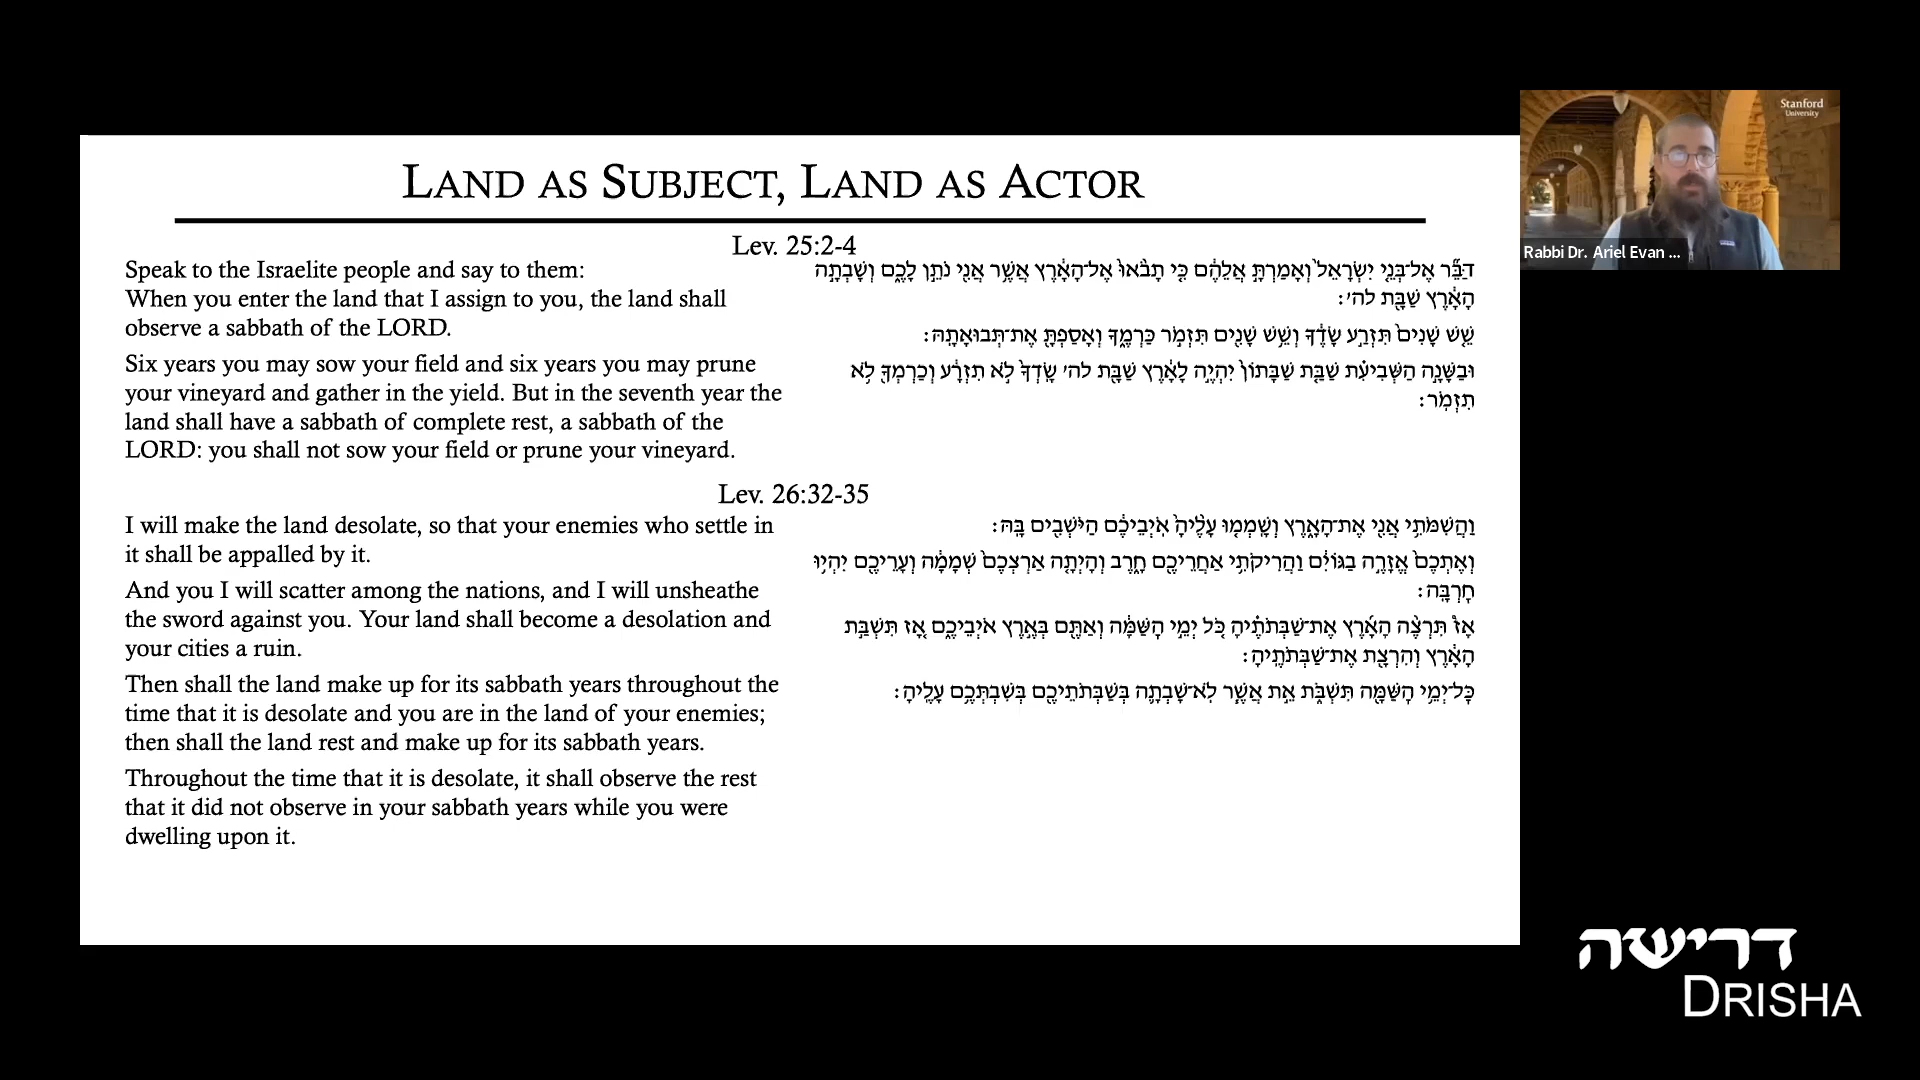 LAND AS SUBJECT, LAND AS ACTOR
Lev. 25:2-4
Speak to the Israelite people and say to them:
When you enter the land that I assign to you, the land shall
observe a sabbath of the LORD.
Six years you may sow your field and six years you may prune
your vineyard and gather in the yield. But in the seventh year the
land shall have a sabbath of complete rest, a sabbath of the
LORD: you shall not sow your field or prune your vineyard.
דַּבֵּ֞ר אֶל־בְּנֵ֤י יִשְׂרָאֵל֙ וְאָמַרְתָּ֣ אֲלֵהֶ֔ם כִּ֤י תָבֹ֙אוּ֙ אֶל־הָאָ֔רֶץ אֲשֶׁ֥ר אֲנִ֖י נֹתֵ֣ן לָכֶ֑ם וְשָׁבְתָ֣ה
הָאָ֔רֶץ שַׁבָּ֖ת לה׳׃
שֵׁ֤שׁ שָׁנִים֙ תִּזְרַ֣ע שָׂדֶ֔ךָ וְשֵׁ֥שׁ שָׁנִ֖ים תִּזְמֹ֣ר כַּרְמֶ֑ךָ וְאָסַפְתָּ֖ אֶת־תְּבוּאָתָֽהּ׃
וּבַשָּׁנָ֣ה הַשְּׁבִיעִ֗ת שַׁבַּ֤ת שַׁבָּתוֹן֙ יִהְיֶ֣ה לָאָ֔רֶץ שַׁבָּ֖ת לה׳ שָֽׂדְךָ֙ לֹ֣א תִזְרָ֔ע וְכַרְמְךָ֖ לֹ֥א
תִזְמֹֽר׃
Lev. 26:32-35
I will make the land desolate, so that your enemies who settle in
it shall be appalled by it.
And you I will scatter among the nations, and I will unsheathe
the sword against you. Your land shall become a desolation and
your cities a ruin.
Then shall the land make up for its sabbath years throughout the
time that it is desolate and you are in the land of your enemies;
then shall the land rest and make up for its sabbath years.
Throughout the time that it is desolate, it shall observe the rest
that it did not observe in your sabbath years while you were
dwelling upon it.
וַהֲשִׁמֹּתִ֥י אֲנִ֖י אֶת־הָאָ֑רֶץ וְשָֽׁמְמ֤וּ עָלֶ֙יהָ֙ אֹֽיְבֵיכֶ֔ם הַיֹּשְׁבִ֖ים בָּֽהּ׃
וְאֶתְכֶם֙ אֱזָרֶ֣ה בַגּוֹיִ֔ם וַהֲרִיקֹתִ֥י אַחֲרֵיכֶ֖ם חָ֑רֶב וְהָיְתָ֤ה אַרְצְכֶם֙ שְׁמָמָ֔ה וְעָרֵיכֶ֖ם יִהְי֥וּ
חָרְבָּֽה׃
אָז֩ תִּרְצֶ֨ה הָאָ֜רֶץ אֶת־שַׁבְּתֹתֶ֗יהָ כֹּ֚ל יְמֵ֣י הָשַּׁמָּ֔ה וְאַתֶּ֖ם בְּאֶ֣רֶץ אֹיְבֵיכֶ֑ם אָ֚ז תִּשְׁבַּ֣ת
הָאָ֔רֶץ וְהִרְצָ֖ת אֶת־שַׁבְּתֹתֶֽיהָ׃
כָּל־יְמֵ֥י הָשַּׁמָּ֖ה תִּשְׁבֹּ֑ת אֵ֣ת אֲשֶׁ֧ר לֹֽא־שָׁבְתָ֛ה בְּשַׁבְּתֹתֵיכֶ֖ם בְּשִׁבְתְּכֶ֥ם עָלֶֽיהָ׃
Stanford
University
Rabbi Dr. Ariel Evan ...
דרישה
DRISHA